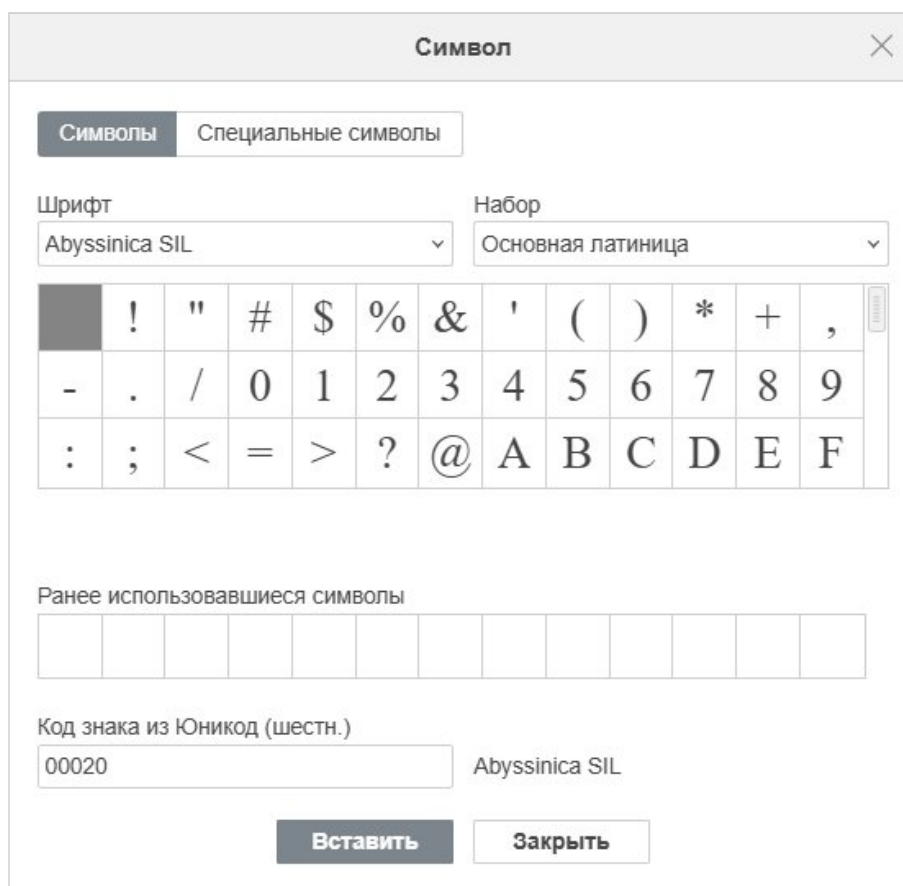 Символ
Символы Специальные символы
Шрифт Набор
Abyssinica SIL Основная латиница
! " # $ % & ' ( ) * + ,
- . / 0 1 2 3 4 5 6 7 8 9
: ; < = > ? @ A B C D E F
Ранее использовавшиеся символы
Код знака из Юникод (шестн.)
00020 Abyssinica SIL
Вставить Закрыть